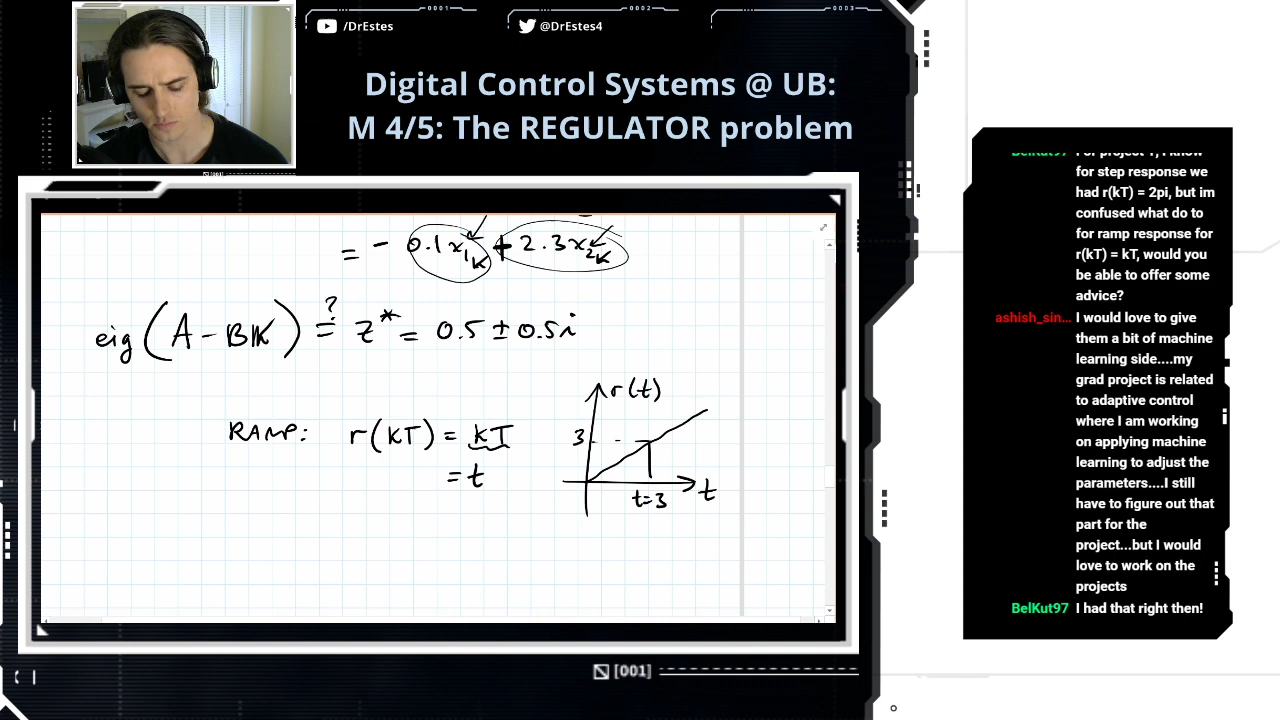 0001
0002
0003
/DrEstes
@DrEstes4
Digital Control Systems @ UB:
M 4/5: The REGULATOR problem
[001]
= - 0.1x₁K + 2.3x₂K
eig(A-BK) ?= z* = 0.5 ± 0.5i
RAMP: r(KT) = KT
= t
r(t)
3
t=3
t
[001]
for step response we
had r(kT) = 2pi, but im
confused what do to
for ramp response for
r(kT) = kT, would you
be able to offer some
advice?
ashish_sin... I would love to give
them a bit of machine
learning side....my
grad project is related
to adaptive control
where I am working
on applying machine
learning to adjust the
parameters....I still
have to figure out that
part for the
project...but I would
love to work on the
projects
BelKut97 I had that right then!